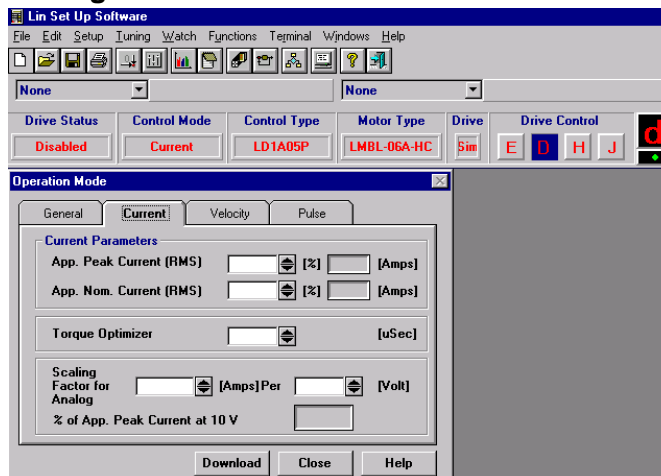 Lin Set Up Software
File Edit Setup Tuning Watch Functions Terminal Windows Help
None None
Drive Status Control Mode Control Type Motor Type Drive Drive Control
Disabled Current LD1A05P LMBL-06A-HC Sim E D H J d
Operation Mode
General Current Velocity Pulse
Current Parameters
App. Peak Current (RMS) [%] [Amps]
App. Nom. Current (RMS) [%] [Amps]
Torque Optimizer [uSec]
Scaling
Factor for [Amps] Per [Volt]
Analog
% of App. Peak Current at 10 V
Download Close Help